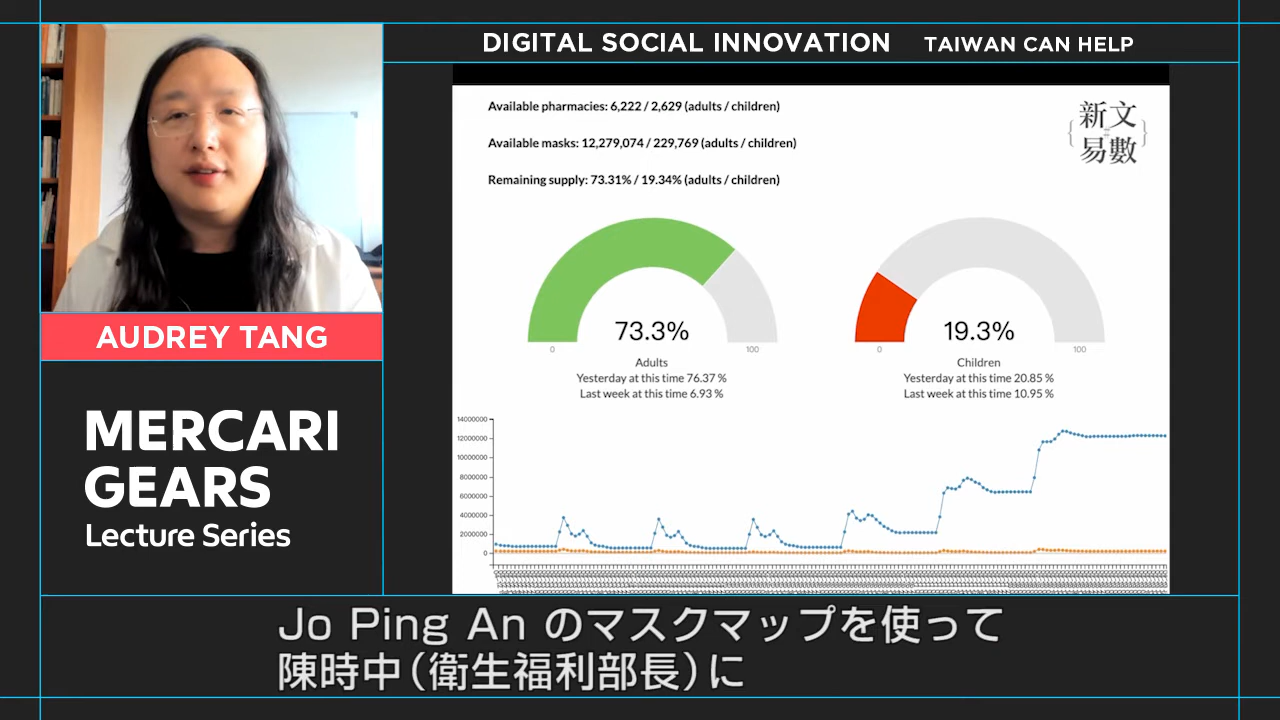 DIGITAL SOCIAL INNOVATION TAIWAN CAN HELP
Available pharmacies: 6,222 / 2,629 (adults / children)
Available masks: 12,279,074 / 229,769 (adults / children)
Remaining supply: 73.31% / 19.34% (adults / children)
新文
易數
73.3%
0
100
Adults
Yesterday at this time 76.37 %
Last week at this time 6.93 %
19.3%
0
100
Children
Yesterday at this time 20.85 %
Last week at this time 10.95 %
14000000
12000000
10000000
8000000
6000000
4000000
2000000
0
AUDREY TANG
MERCARI
GEARS
Lecture Series
Jo Ping An のマスクマップを使って
陳時中（衛生福利部長）に